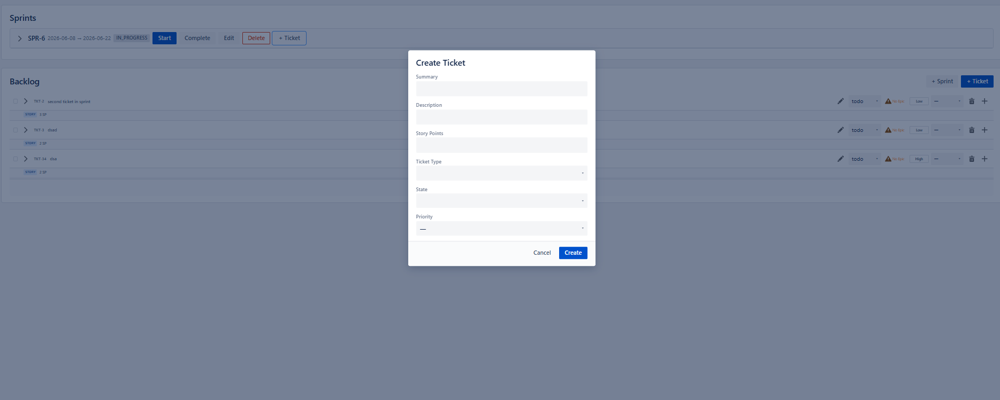 Sprints
SPR-6 2026-06-08 — 2026-06-22 IN_PROGRESS Start Complete Edit Delete + Ticket
Backlog + Sprint + Ticket
TKT-2 second ticket in sprint todo No Epic Low —
STORY 3 SP
TKT-3 dsad todo No Epic Low —
STORY 2 SP
TKT-34 dsa todo No Epic High —
STORY 2 SP
Create Ticket
Summary
Description
Story Points
Ticket Type
State
Priority
—
Cancel Create